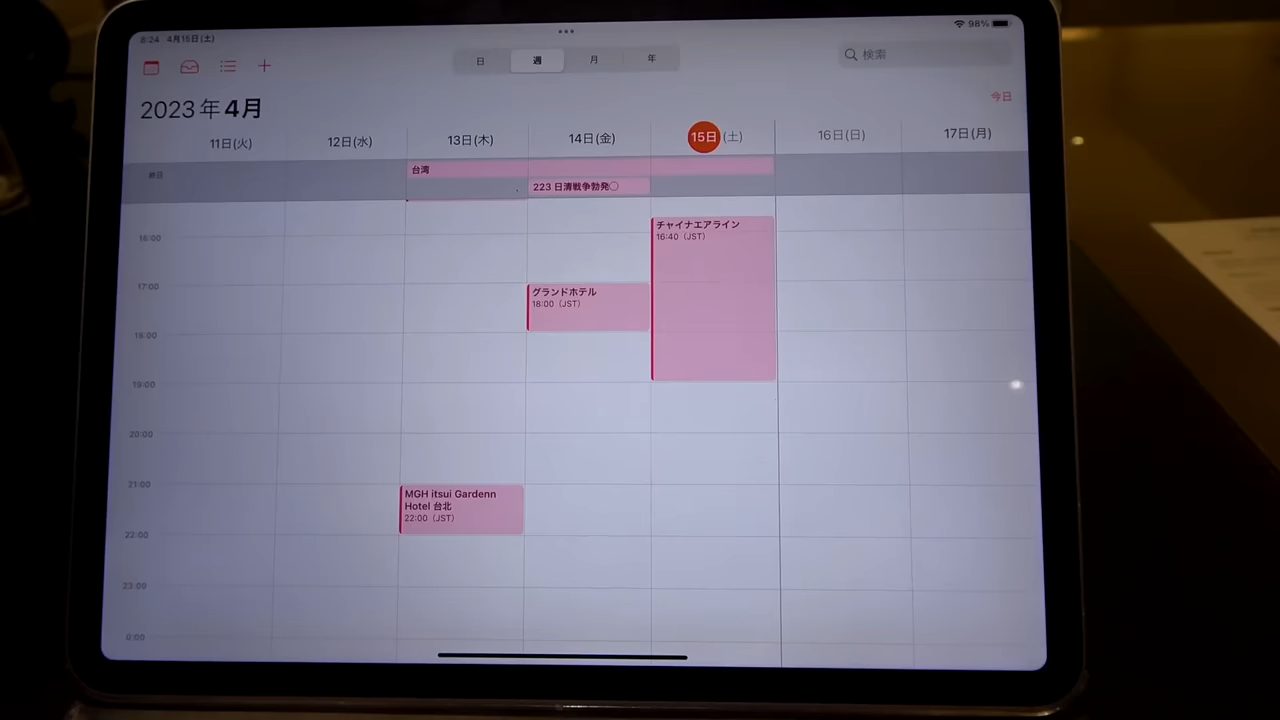 8:24 4月15日(土)
98%
日
週
月
年
検索
2023年4月
今日
11日(火)
12日(水)
13日(木)
14日(金)
15日(土)
16日(日)
17日(月)
終日
台湾
223 日清戦争勃発〇
16:00
チャイナエアライン
16:40（JST）
17:00
グランドホテル
18:00（JST）
18:00
19:00
20:00
21:00
MGH itsui Gardenn
Hotel 台北
22:00（JST）
22:00
23:00
0:00